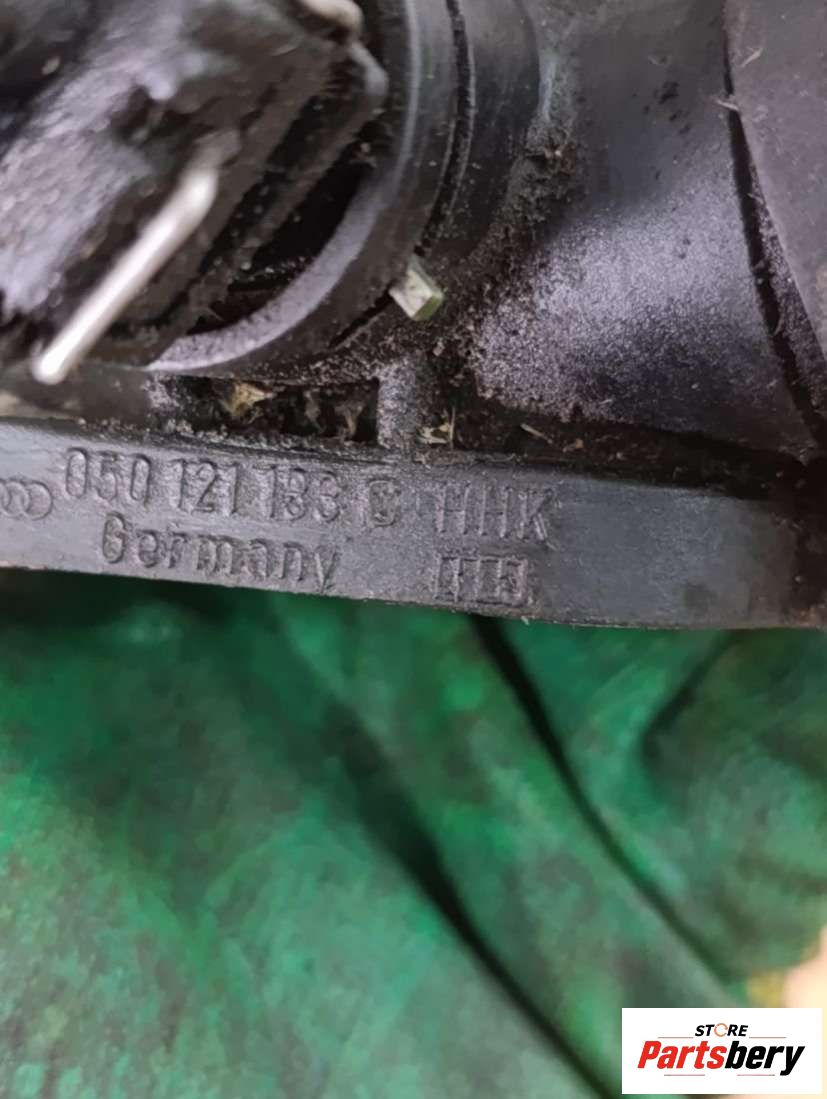 050 121 133 C HHK
Germany
STORE
Partsbery